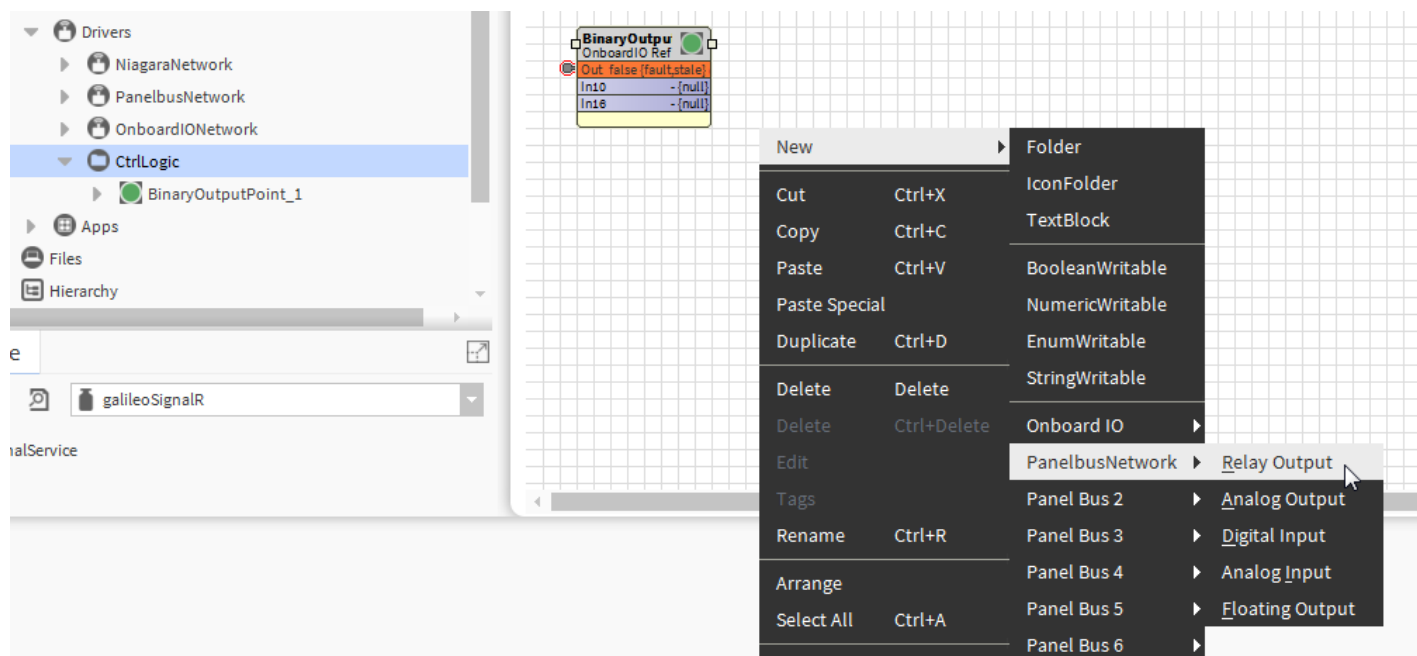 Drivers
NiagaraNetwork
PanelbusNetwork
OnboardIONetwork
CtrlLogic
BinaryOutputPoint_1
Apps
Files
Hierarchy
e
galileoSignalR
nalService
BinaryOutpu
OnboardIO Ref
Out false {fault,stale}
In10 - {null}
In16 - {null}
New
Cut Ctrl+X
Copy Ctrl+C
Paste Ctrl+V
Paste Special
Duplicate Ctrl+D
Delete Delete
Delete Ctrl+Delete
Edit
Tags
Rename Ctrl+R
Arrange
Select All Ctrl+A
Folder
IconFolder
TextBlock
BooleanWritable
NumericWritable
EnumWritable
StringWritable
Onboard IO
PanelbusNetwork
Panel Bus 2
Panel Bus 3
Panel Bus 4
Panel Bus 5
Panel Bus 6
Relay Output
Analog Output
Digital Input
Analog Input
Floating Output